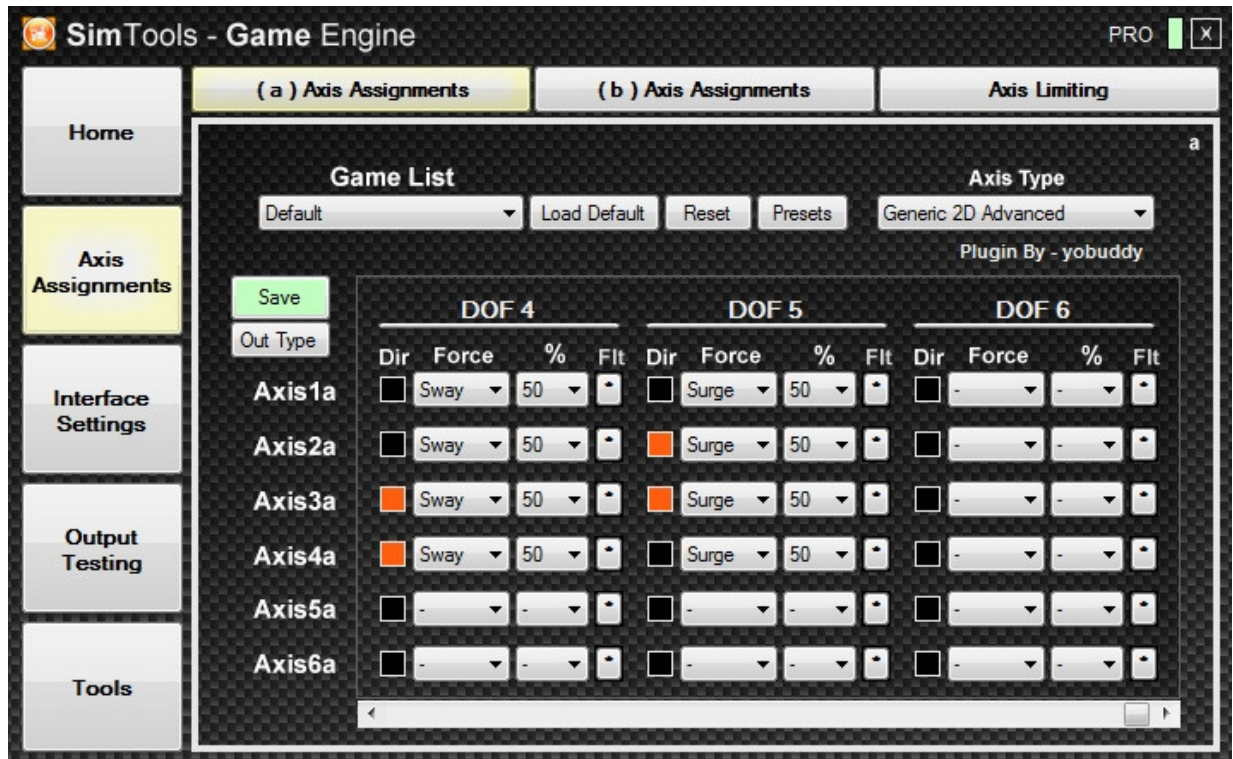 SimTools - Game Engine PRO X
( a ) Axis Assignments ( b ) Axis Assignments Axis Limiting
Home
a
Game List Axis Type
Default Load Default Reset Presets Generic 2D Advanced
Plugin By - yobuddy
Axis Assignments
Save
DOF 4 DOF 5 DOF 6
Out Type
Dir Force % Flt Dir Force % Flt Dir Force % Flt
Axis1a Sway 50 * Surge 50 * - - *
Interface Settings
Axis2a Sway 50 * Surge 50 * - - *
Axis3a Sway 50 * Surge 50 * - - *
Output Testing
Axis4a Sway 50 * Surge 50 * - - *
Axis5a - - * - - * - - *
Axis6a - - * - - * - - *
Tools